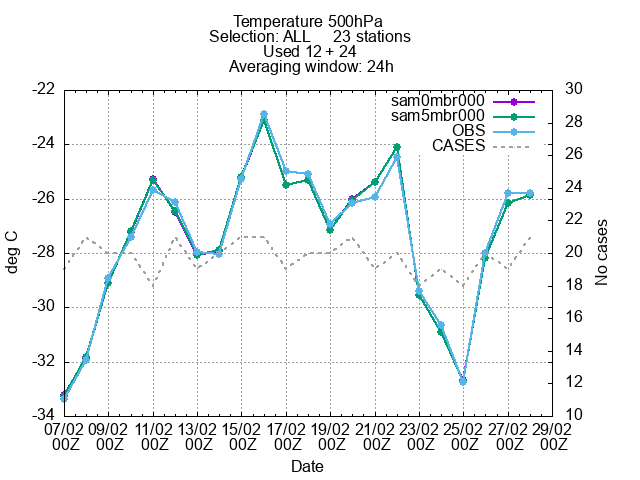 Temperature 500hPa
Selection: ALL 23 stations
Used 12 + 24
Averaging window: 24h
sam0mbr000
sam5mbr000
OBS
CASES
deg C
-22
-24
-26
-28
-30
-32
-34
30
28
26
24
22
20
18
16
14
12
10
No cases
07/02 09/02 11/02 13/02 15/02 17/02 19/02 21/02 23/02 25/02 27/02 29/02
00Z 00Z 00Z 00Z 00Z 00Z 00Z 00Z 00Z 00Z 00Z 00Z
Date